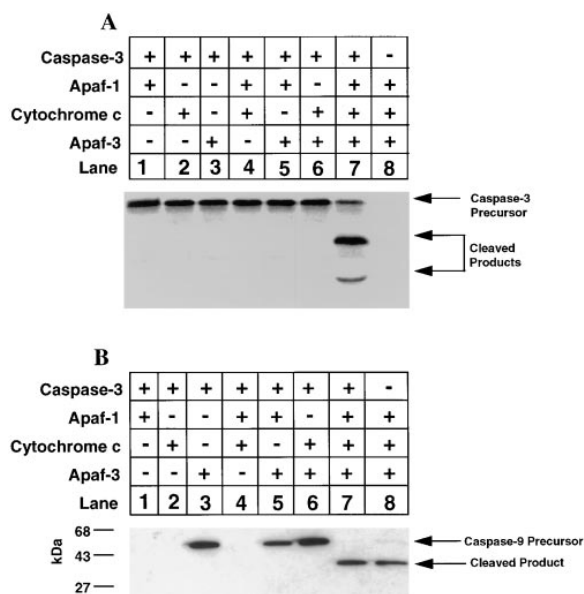 A
Caspase-3 + + + + + + + -
Apaf-1 + - - + + - + +
Cytochrome c - + - + - + + +
Apaf-3 - - + - + + + +
Lane 1 2 3 4 5 6 7 8
Caspase-3
Precursor
Cleaved
Products
B
Caspase-3 + + + + + + + -
Apaf-1 + - - + + - + +
Cytochrome c - + - + - + + +
Apaf-3 - - + - + + + +
Lane 1 2 3 4 5 6 7 8
kDa
68
43
27
Caspase-9 Precursor
Cleaved Product